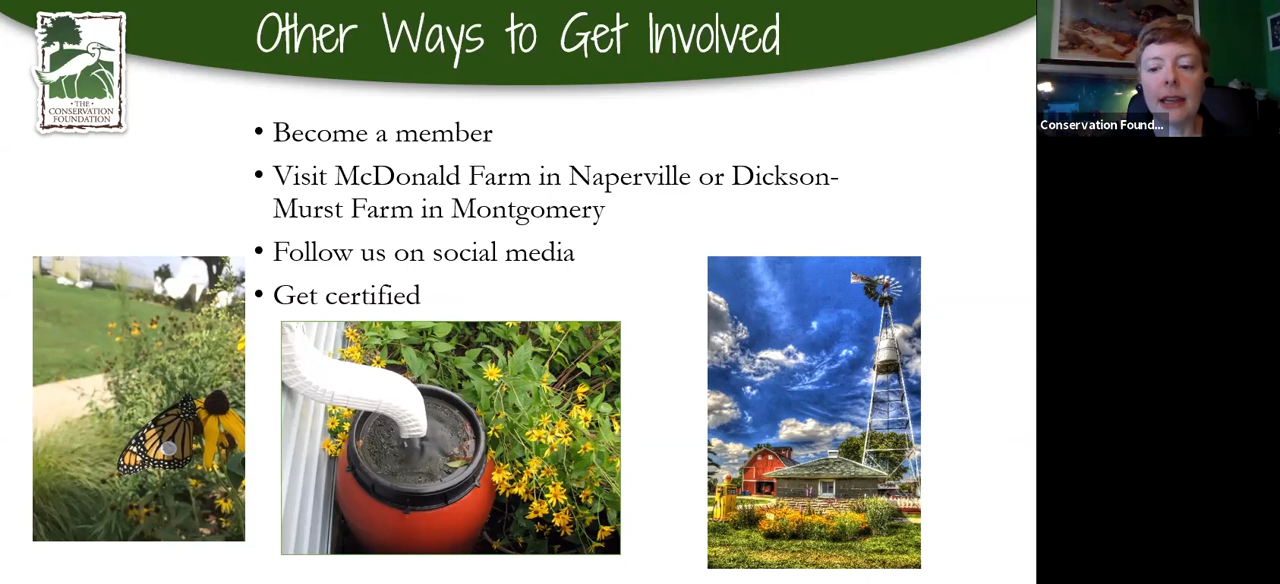 Other Ways to Get Involved
• THE •
CONSERVATION
FOUNDATION
Conservation Found...
• Become a member
• Visit McDonald Farm in Naperville or Dickson-
Murst Farm in Montgomery
• Follow us on social media
• Get certified